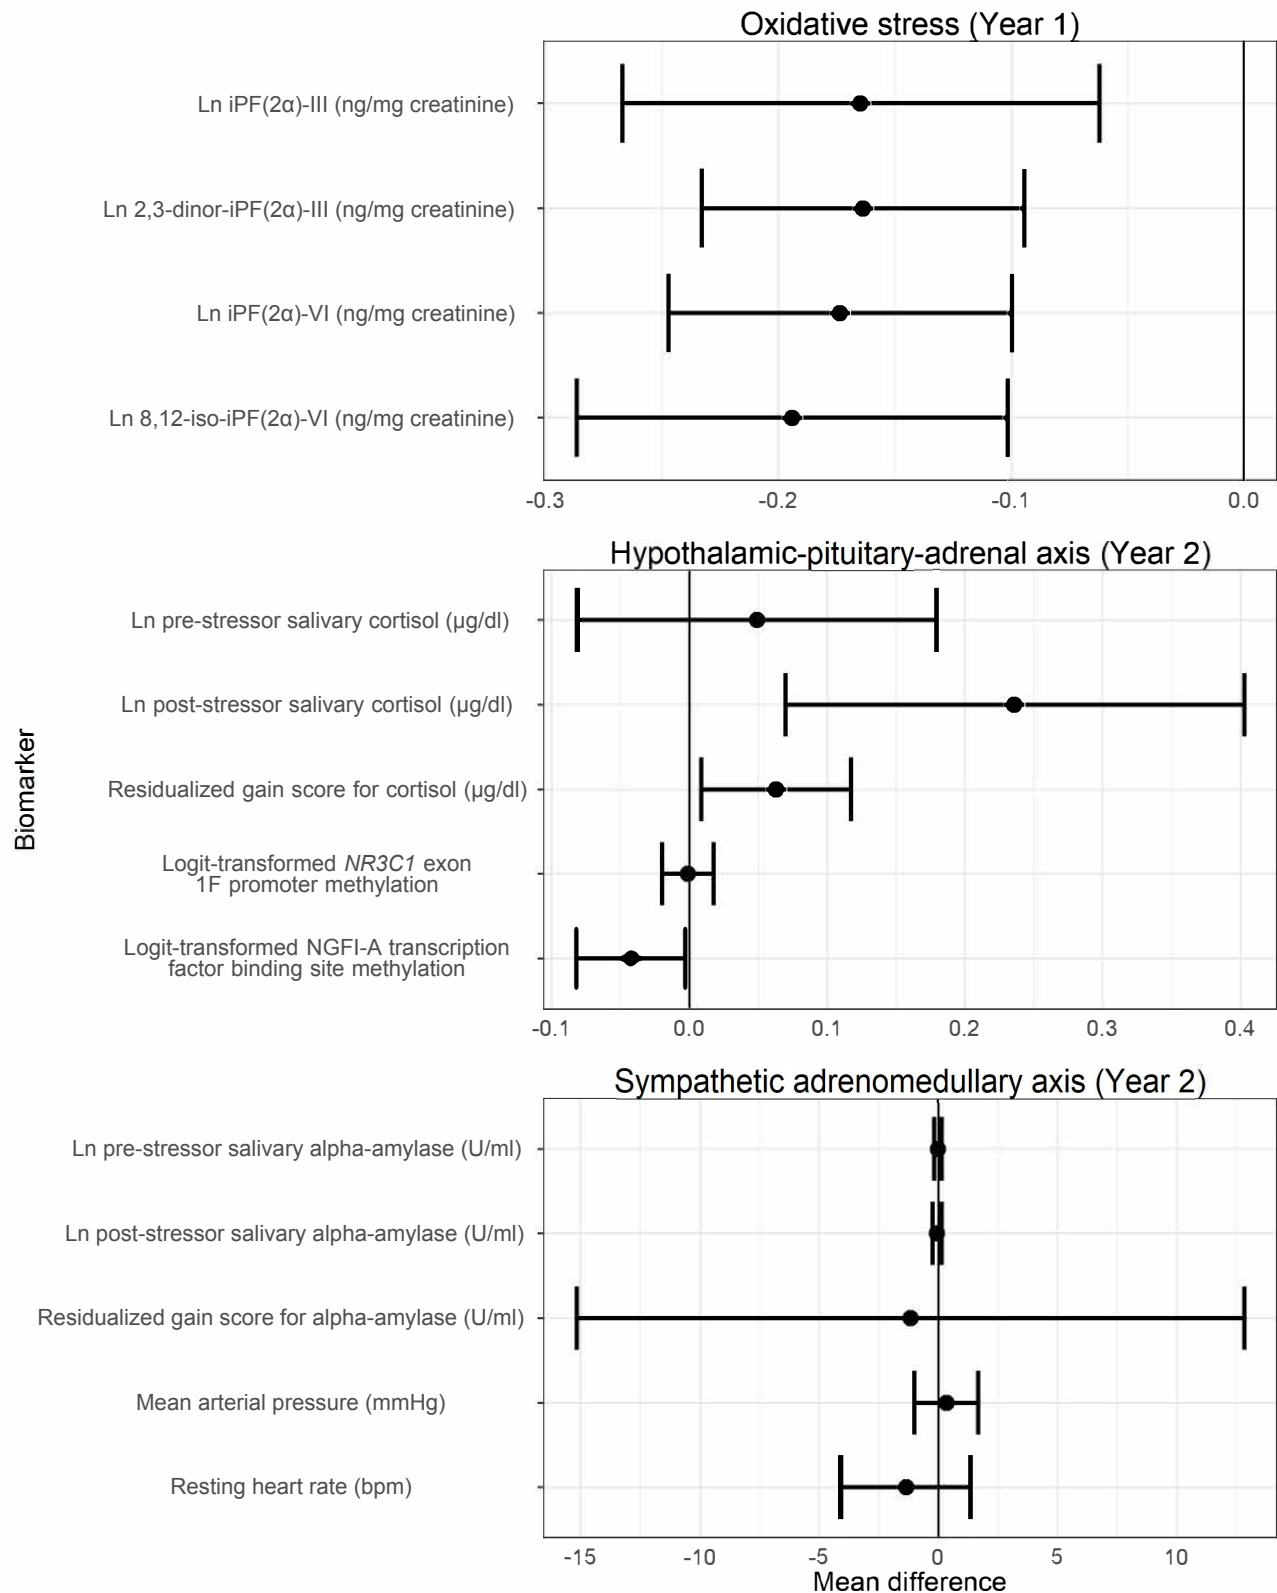 Oxidative stress (Year 1)
Ln iPF(2α)-III (ng/mg creatinine)
Ln 2,3-dinor-iPF(2α)-III (ng/mg creatinine)
Ln iPF(2α)-VI (ng/mg creatinine)
Ln 8,12-iso-iPF(2α)-VI (ng/mg creatinine)
-0.3 -0.2 -0.1 0.0
Hypothalamic-pituitary-adrenal axis (Year 2)
Ln pre-stressor salivary cortisol (μg/dl)
Ln post-stressor salivary cortisol (μg/dl)
Residualized gain score for cortisol (μg/dl)
Logit-transformed NR3C1 exon
1F promoter methylation
Logit-transformed NGFI-A transcription
factor binding site methylation
-0.1 0.0 0.1 0.2 0.3 0.4
Biomarker
Sympathetic adrenomedullary axis (Year 2)
Ln pre-stressor salivary alpha-amylase (U/ml)
Ln post-stressor salivary alpha-amylase (U/ml)
Residualized gain score for alpha-amylase (U/ml)
Mean arterial pressure (mmHg)
Resting heart rate (bpm)
-15 -10 -5 0 5 10
Mean difference